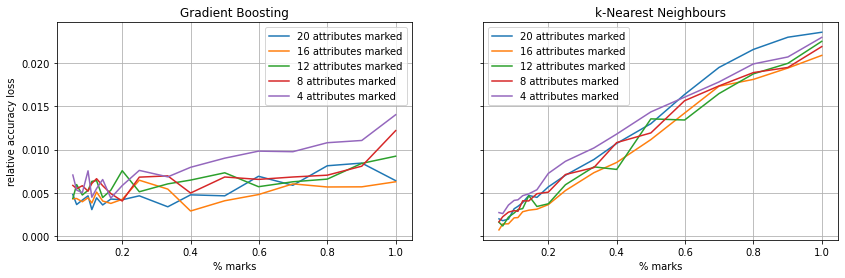 Gradient Boosting
k-Nearest Neighbours
relative accuracy loss
0.020
0.015
0.010
0.005
0.000
20 attributes marked
16 attributes marked
12 attributes marked
8 attributes marked
4 attributes marked
20 attributes marked
16 attributes marked
12 attributes marked
8 attributes marked
4 attributes marked
0.2 0.4 0.6 0.8 1.0
0.2 0.4 0.6 0.8 1.0
% marks
% marks